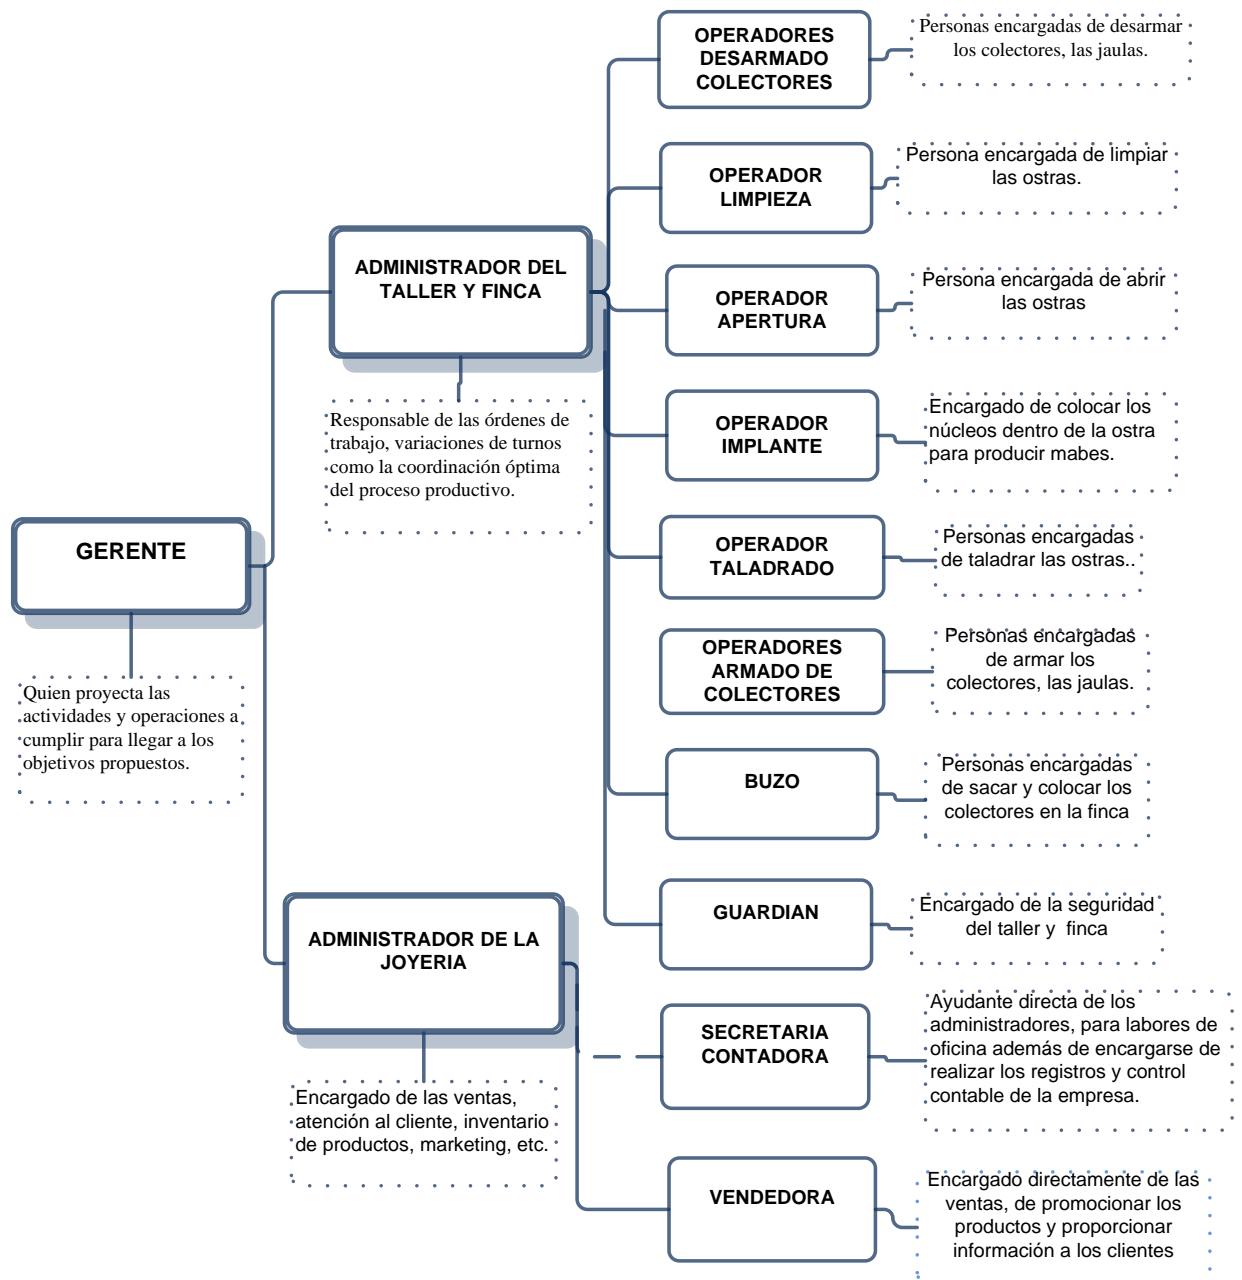 OPERADORES
DESARMADO
COLECTORES
Personas encargadas de desarmar
los colectores, las jaulas.
OPERADOR
LIMPIEZA
Persona encargada de limpiar
las ostras.
ADMINISTRADOR DEL
TALLER Y FINCA
OPERADOR
APERTURA
Persona encargada de abrir
las ostras
Responsable de las órdenes de
trabajo, variaciones de turnos
como la coordinación óptima
del proceso productivo.
OPERADOR
IMPLANTE
Encargado de colocar los
núcleos dentro de la ostra
para producir mabes.
GERENTE
OPERADOR
TALADRADO
Personas encargadas
de taladrar las ostras..
Quien proyecta las
actividades y operaciones a
cumplir para llegar a los
objetivos propuestos.
OPERADORES
ARMADO DE
COLECTORES
Personas encargadas
de armar los
colectores, las jaulas.
BUZO
Personas encargadas
de sacar y colocar los
colectores en la finca
GUARDIAN
Encargado de la seguridad
del taller y  finca
ADMINISTRADOR DE LA
JOYERIA
SECRETARIA
CONTADORA
Ayudante directa de los
administradores, para labores de
oficina además de encargarse de
realizar los registros y control
contable de la empresa.
Encargado de las ventas,
atención al cliente, inventario
de productos, marketing, etc.
VENDEDORA
Encargado directamente de las
ventas, de promocionar los
productos y proporcionar
información a los clientes